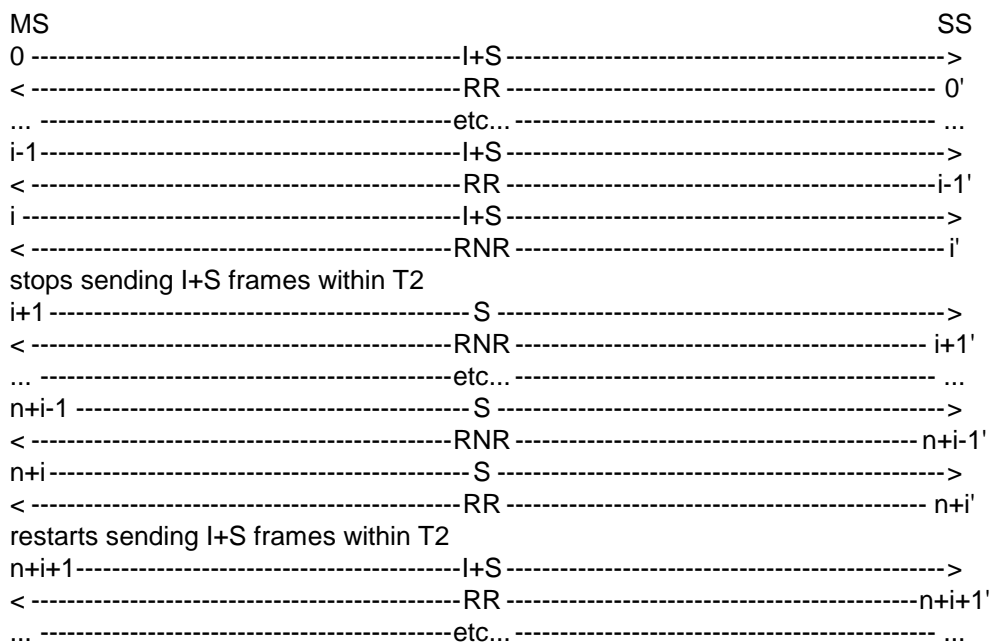 MS SS
0 ----------------------------------------------I+S-----------------------------------------------> 
< ----------------------------------------------RR ---------------------------------------------- 0'
... --------------------------------------------etc... --------------------------------------------- ...
i-1---------------------------------------------I+S----------------------------------------------->
< ----------------------------------------------RR ----------------------------------------------i-1'
i -----------------------------------------------I+S----------------------------------------------->
< ---------------------------------------------RNR---------------------------------------------- i'
stops sending I+S frames within T2
i+1 --------------------------------------------- S ------------------------------------------------>
< ---------------------------------------------RNR-------------------------------------------- i+1'
... --------------------------------------------etc... --------------------------------------------- ...
n+i-1 ------------------------------------------ S ------------------------------------------------>
< ---------------------------------------------RNR------------------------------------------- n+i-1'
n+i--------------------------------------------- S ------------------------------------------------>
< ----------------------------------------------RR --------------------------------------------- n+i'
restarts sending I+S frames within T2
n+i+1-----------------------------------------I+S----------------------------------------------->
< ----------------------------------------------RR --------------------------------------------n+i+1'
... --------------------------------------------etc... --------------------------------------------- ...